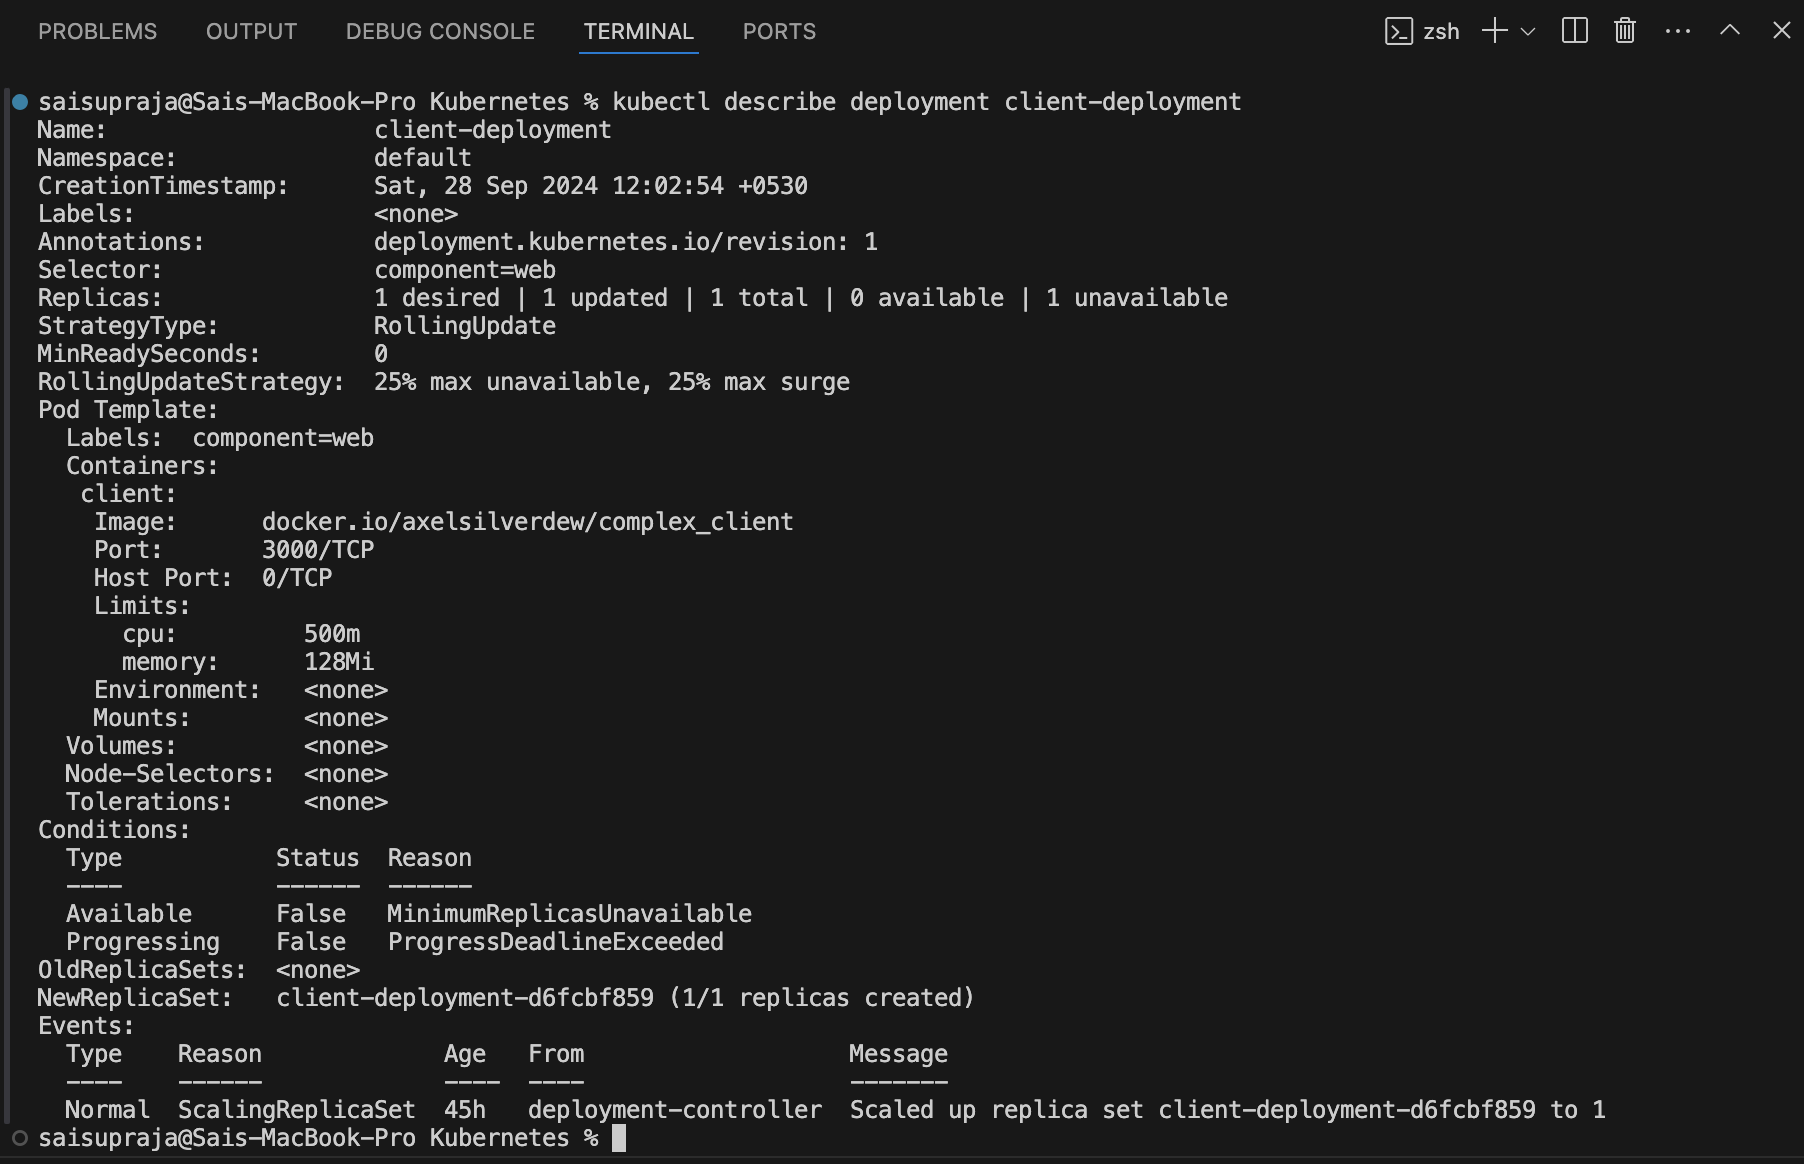 PROBLEMS OUTPUT DEBUG CONSOLE TERMINAL PORTS zsh
saisupraja@Sais-MacBook-Pro Kubernetes % kubectl describe deployment client-deployment
Name: client-deployment
Namespace: default
CreationTimestamp: Sat, 28 Sep 2024 12:02:54 +0530
Labels: <none>
Annotations: deployment.kubernetes.io/revision: 1
Selector: component=web
Replicas: 1 desired | 1 updated | 1 total | 0 available | 1 unavailable
StrategyType: RollingUpdate
MinReadySeconds: 0
RollingUpdateStrategy: 25% max unavailable, 25% max surge
Pod Template:
Labels: component=web
Containers:
client:
Image: docker.io/axelsilverdew/complex_client
Port: 3000/TCP
Host Port: 0/TCP
Limits:
cpu: 500m
memory: 128Mi
Environment: <none>
Mounts: <none>
Volumes: <none>
Node-Selectors: <none>
Tolerations: <none>
Conditions:
Type Status Reason
---- ------ ------
Available False MinimumReplicasUnavailable
Progressing False ProgressDeadlineExceeded
OldReplicaSets: <none>
NewReplicaSet: client-deployment-d6fcbf859 (1/1 replicas created)
Events:
Type Reason Age From Message
---- ------ ---- ---- -------
Normal ScalingReplicaSet 45h deployment-controller Scaled up replica set client-deployment-d6fcbf859 to 1
saisupraja@Sais-MacBook-Pro Kubernetes %